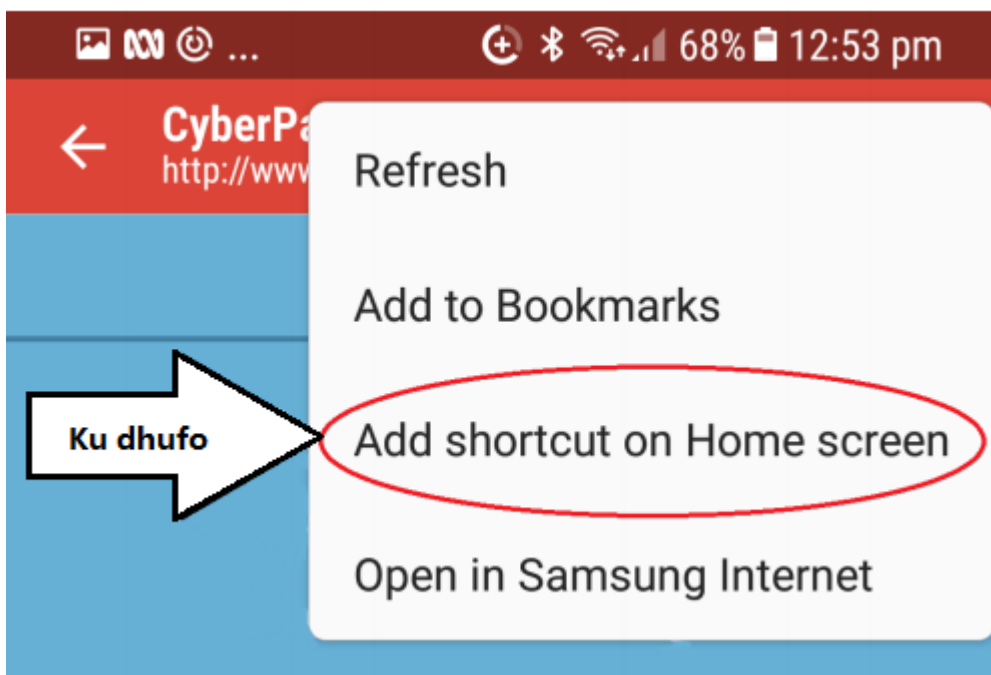 ... 68% 12:53 pm
CyberPa
http://www
Refresh
Add to Bookmarks
Ku dhufo
Add shortcut on Home screen
Open in Samsung Internet